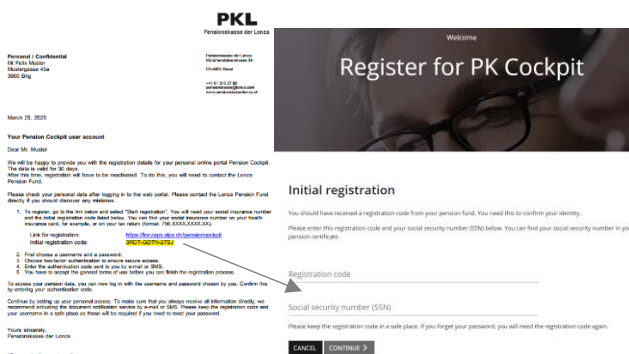 PKL
Pensionskasse der Lonza
Personal / Confidential
Mr Felix Muster
Mustergasse 45a
3900 Brig
Pensionskasse der Lonza
March 25, 2025
Your Pension Cockpit user account
Dear Mr. Muster
We will be happy to provide you with the registration details for your personal online portal Pension Cockpit.
The data is valid for 30 days.
After this time, registration will have to be reactivated. To do this, you will need to contact the Lonza
Pension Fund.
Please check your personal data after logging in to the web portal. Please contact the Lonza Pension Fund
directly if you should discover any mistakes.
1. To register, go to the link below and select "Start registration". You will need your social insurance number
and the initial registration code listed below. You can find your social insurance number on your health
insurance card, for example, or on your tax return (format: 756.XXXX.XXXX.XX).
Link for registration:
Initial registration code:
2. First choose a username and a password.
3. Choose two-factor authentication to ensure secure access.
4. Enter the authentication code sent to you by e-mail or SMS.
5. You have to accept the general terms of use before you can finish the registration process.
To access your pension data, you can now log in with the username and password chosen by you. Confirm this
by entering your authentication code.
Continue by setting up your personal access. To make sure that you always receive all information directly, we
recommend activating the document notification service by e-mail or SMS. Please keep the registration code and
your username in a safe place as these will be required if you need to reset your password.
Yours sincerely,
Pensionskasse der Lonza
Welcome
Register for PK Cockpit
Initial registration
You should have received a registration code from your pension fund. You need this to confirm your identity.
Please enter this registration code and your social security number (SSN) below. You can find your social security number in you
pension certificate.
Registration code
Social security number (SSN)
Please keep the registration code in a safe place. If you forget your password, you will need the registration code again.
CANCEL CONTINUE